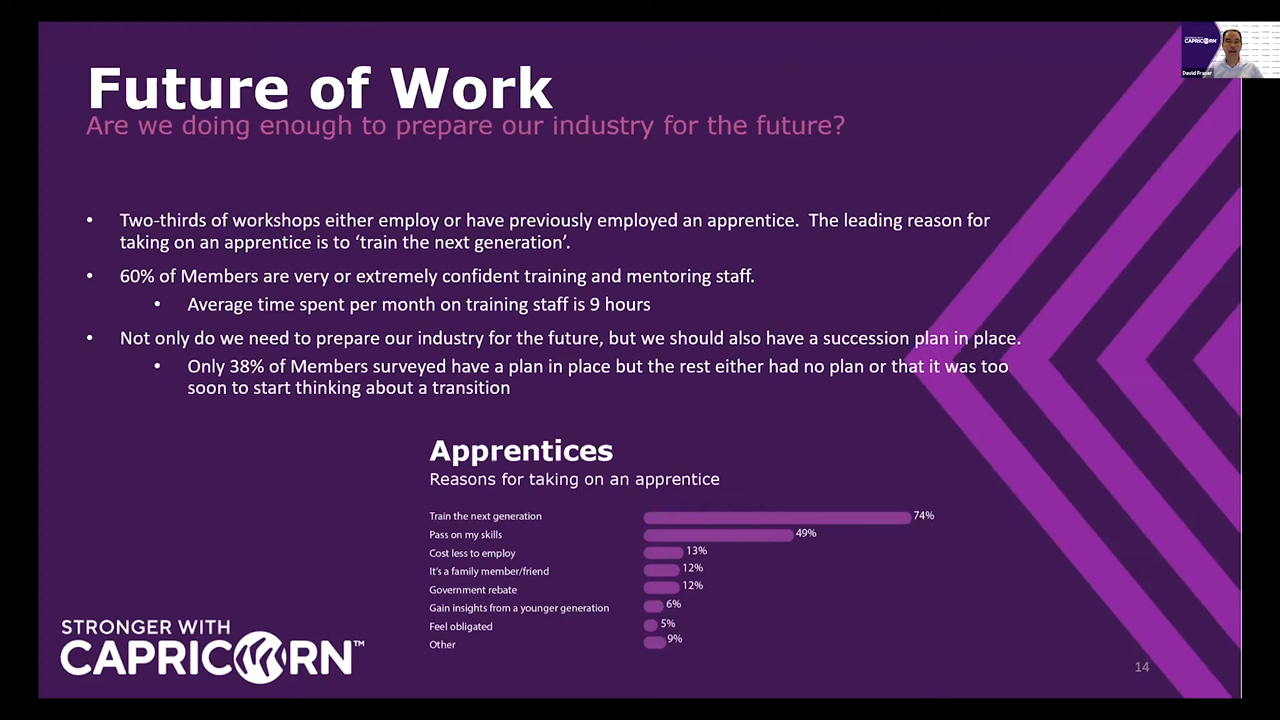 Future of Work
Are we doing enough to prepare our industry for the future?
• Two-thirds of workshops either employ or have previously employed an apprentice. The leading reason for
taking on an apprentice is to ‘train the next generation’.
• 60% of Members are very or extremely confident training and mentoring staff.
• Average time spent per month on training staff is 9 hours
• Not only do we need to prepare our industry for the future, but we should also have a succession plan in place.
• Only 38% of Members surveyed have a plan in place but the rest either had no plan or that it was too
soon to start thinking about a transition
Apprentices
Reasons for taking on an apprentice
Train the next generation 74%
Pass on my skills 49%
Cost less to employ 13%
It's a family member/friend 12%
Government rebate 12%
Gain insights from a younger generation 6%
Feel obligated 5%
Other 9%
STRONGER WITH
CAPRICORN™
14
CAPRICORN
David Fraser